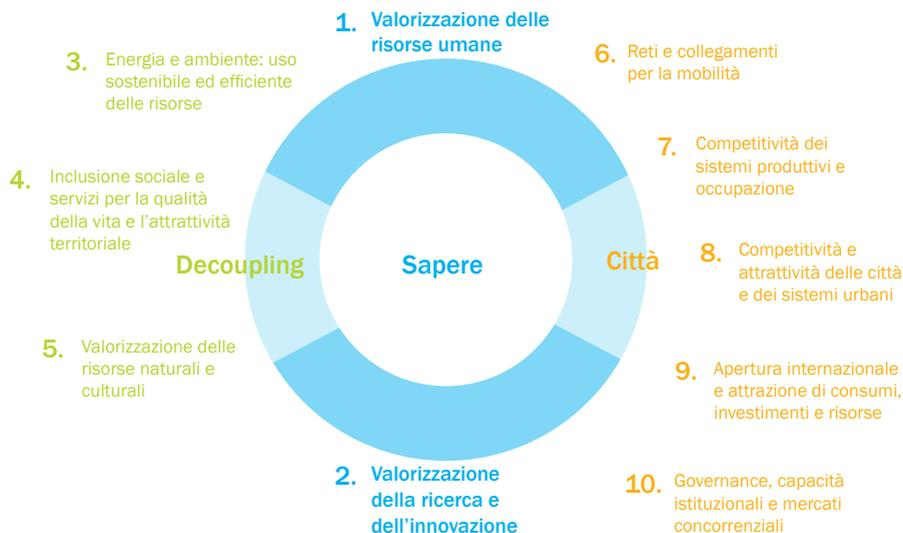 1. Valorizzazione delle
risorse umane
3. Energia e ambiente: uso
sostenibile ed efficiente
delle risorse
4. Inclusione sociale e
servizi per la qualità
della vita e l'attrattività
territoriale
5. Valorizzazione delle
risorse naturali e
culturali
Decoupling
Sapere
Città
6. Reti e collegamenti
per la mobilità
7. Competitività dei
sistemi produttivi e
occupazione
8. Competitività e
attrattività delle città
e dei sistemi urbani
9. Apertura internazionale
e attrazione di consumi,
investimenti e risorse
10. Governance, capacità
istituzionali e mercati
concorrenziali
2. Valorizzazione
della ricerca e
dell'innovazione